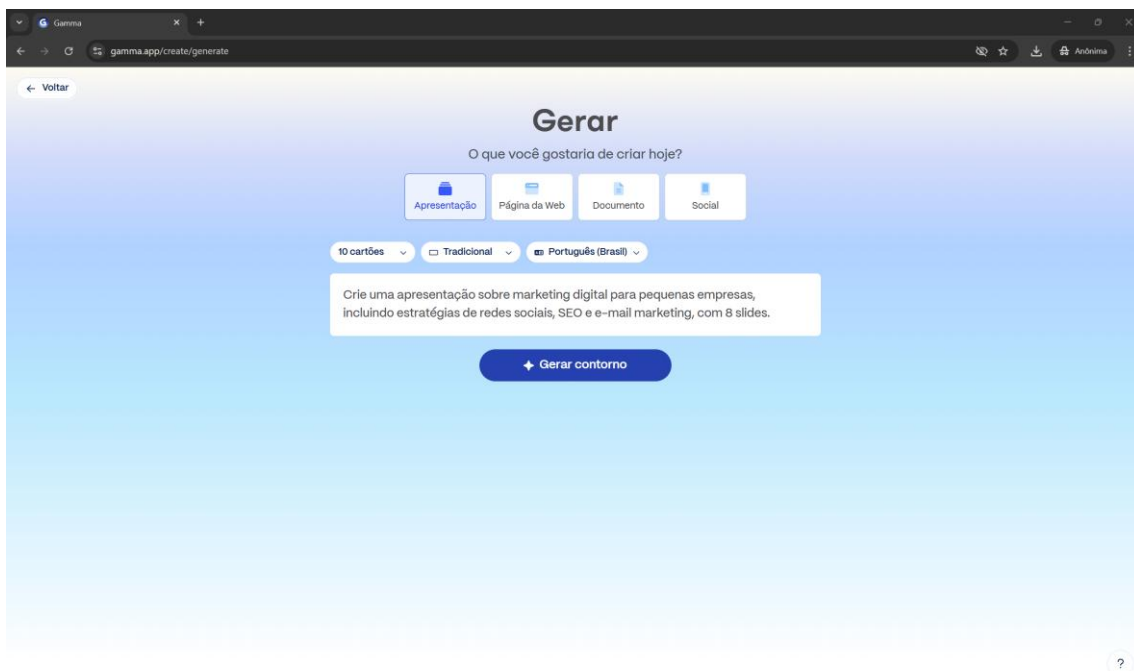 Gamma
gamma.app/create/generate
Anônima
Voltar
Gerar
O que você gostaria de criar hoje?
Apresentação
Página da Web
Documento
Social
10 cartões
Tradicional
Português (Brasil)
Crie uma apresentação sobre marketing digital para pequenas empresas,
incluindo estratégias de redes sociais, SEO e e-mail marketing, com 8 slides.
Gerar contorno
?